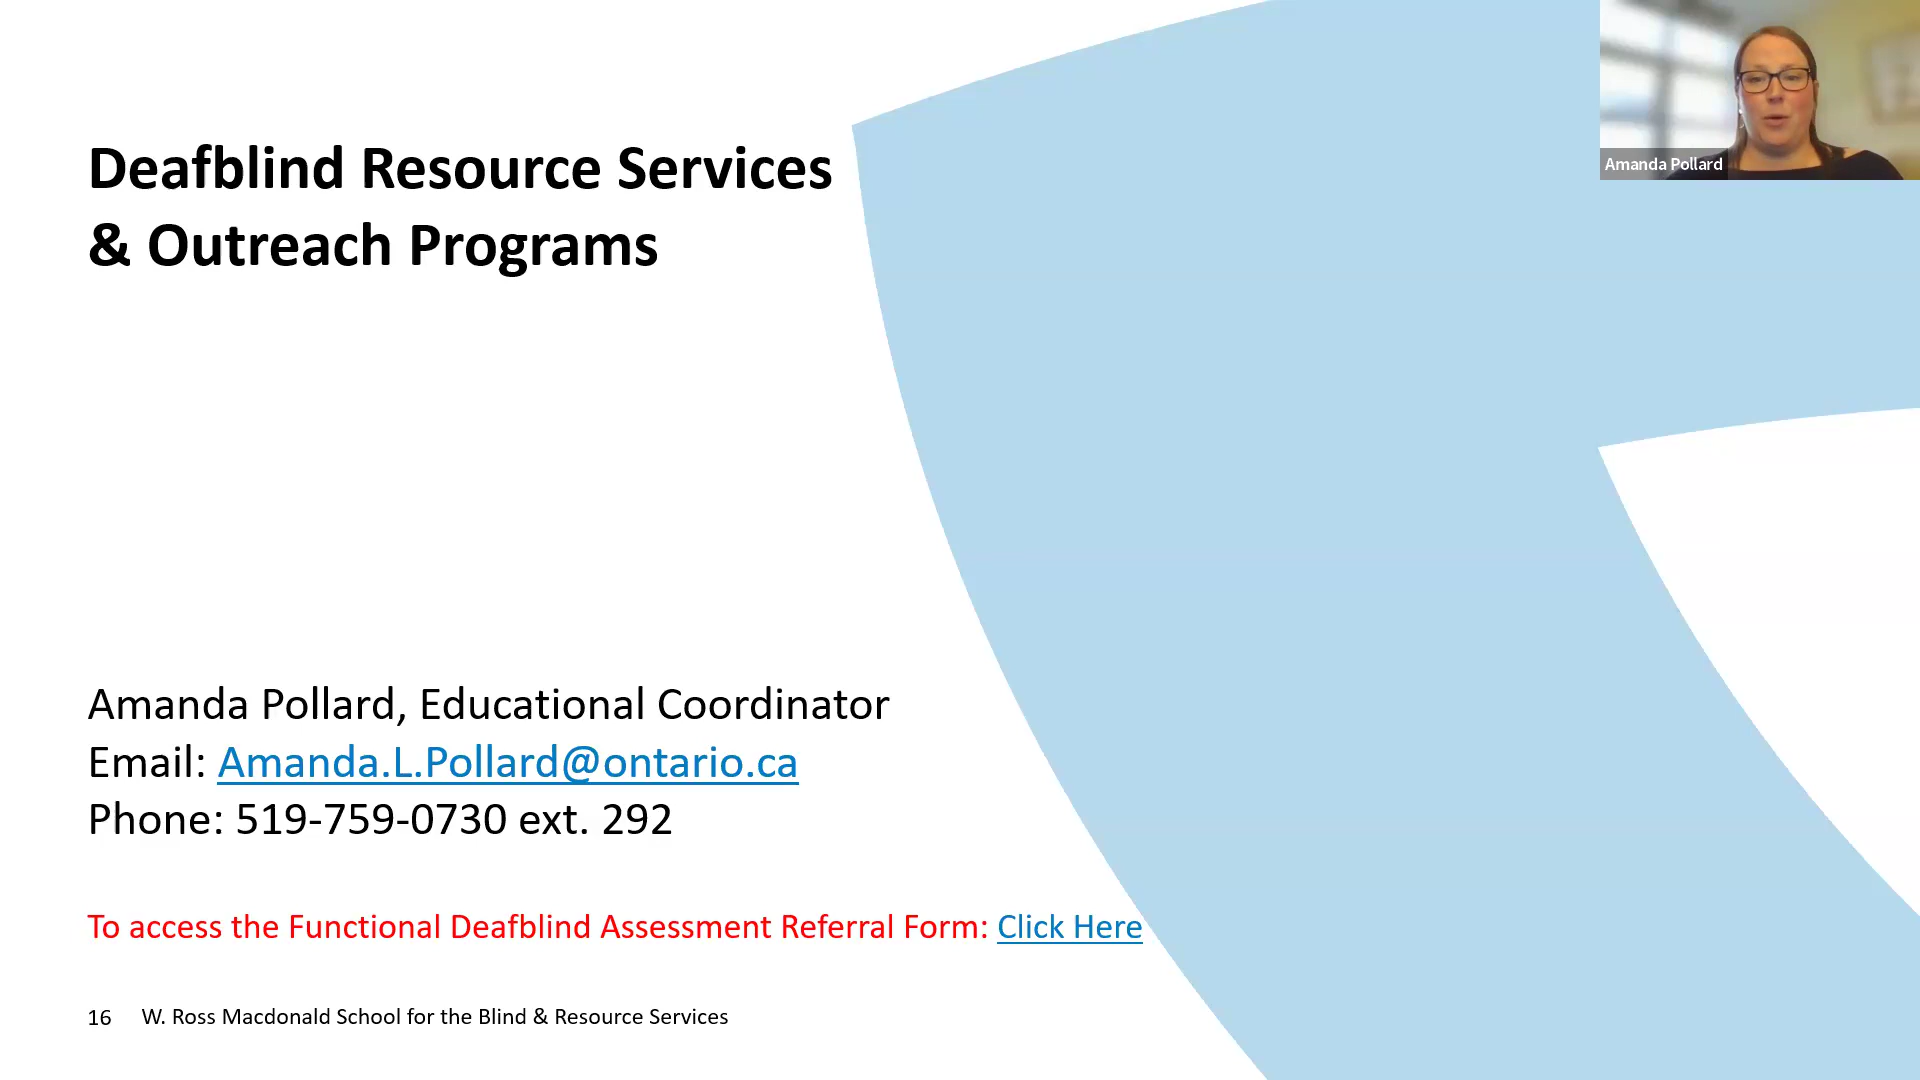 Deafblind Resource Services
& Outreach Programs
Amanda Pollard
Amanda Pollard, Educational Coordinator
Email: Amanda.L.Pollard@ontario.ca
Phone: 519-759-0730 ext. 292
To access the Functional Deafblind Assessment Referral Form: Click Here
16 W. Ross Macdonald School for the Blind & Resource Services